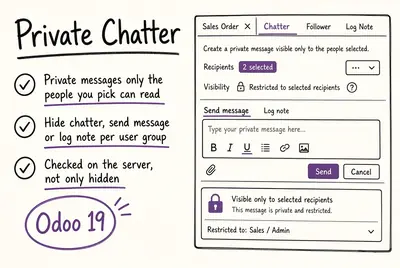 Private Chatter
Private messages only the
people you pick can read
Hide chatter, send message
or log note per user group
Checked on the server,
not only hidden
Odoo 19
Sales Order × Chatter Follower Log Note
Create a private message visible only to the people selected.
Recipients 2 selected
Visibility Restricted to selected recipients ?
Send message Log note
Type your private message here...
B I U
Send Cancel
Visible only to selected recipients
This message is private and restricted.
Restricted to: Sales / Admin